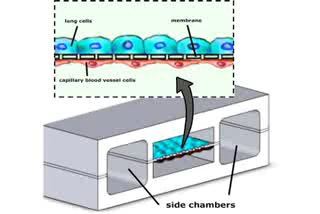 lung cells
membrane
capillary blood vessel cells
side chambers